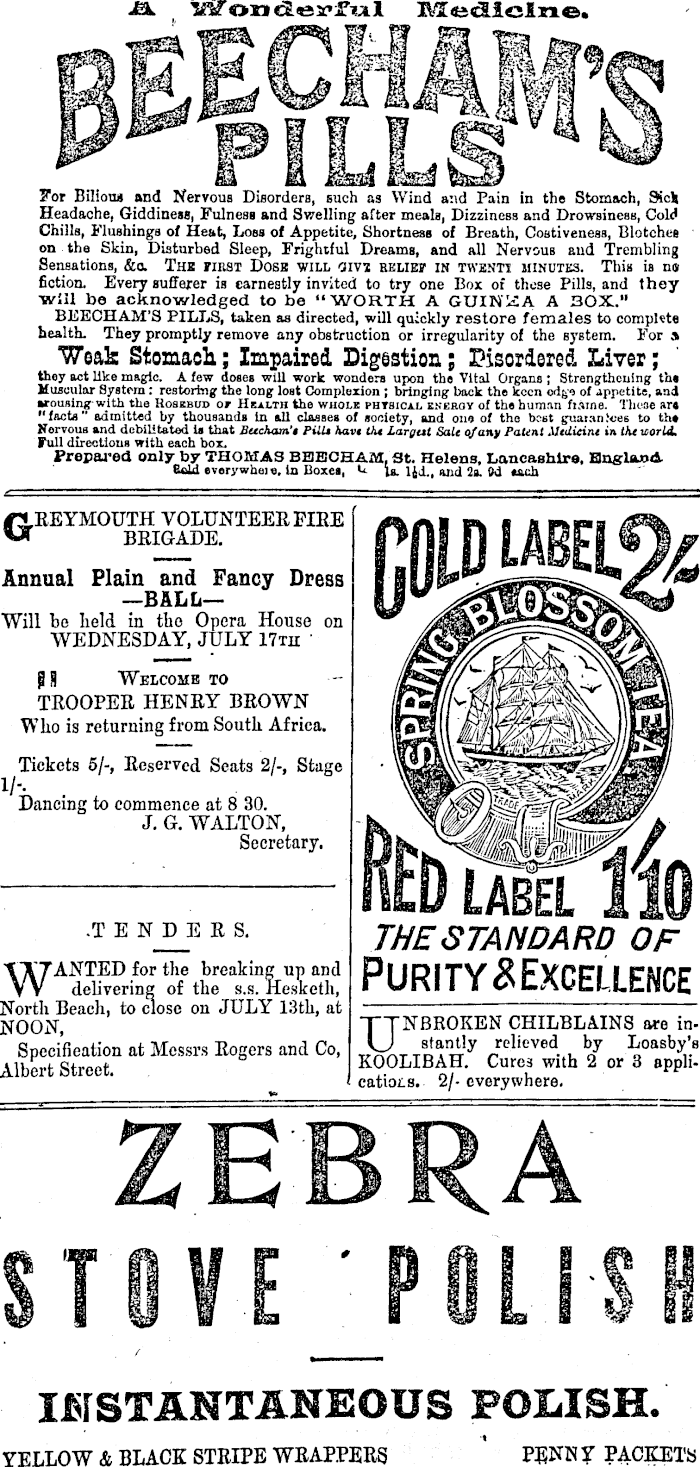 A Wonderful Medicine.
BEECHAM'S
PILLS
For Bilious and Nervous Disorders, such as Wind and Pain in the Stomach, Sick
Headache, Giddiness, Fulness and Swelling after meals, Dizziness and Drowsiness, Cold
Chills, Flushings of Heat, Loss of Appetite, Shortness of Breath, Costiveness, Blotches
on the Skin, Disturbed Sleep, Frightful Dreams, and all Nervous and Trembling
Sensations, &c. THE FIRST DOSE WILL GIVE RELIEF IN TWENTY MINUTES. This is no
fiction. Every sufferer is earnestly invited to try one Box of these Pills, and they
will be acknowledged to be "WORTH A GUINEA A BOX."
BEECHAM'S PILLS, taken as directed, will quickly restore females to complete
health. They promptly remove any obstruction or irregularity of the system. For a
Weak Stomach; Impaired Digestion; Disordered Liver;
they act like magic. A few doses will work wonders upon the Vital Organs; Strengthening the
Muscular System; restoring the long lost Complexion; bringing back the keen edge of appetite, and
arousing with the ROSEBUD OF HEALTH the WHOLE PHYSICAL ENERGY of the human frame. These are
"facts" admitted by thousands in all classes of society, and one of the best guarantees to the
Nervous and debilitated is that Beecham's Pills have the Largest Sale of any Patent Medicine in the world.
Full directions with each box.
Prepared only by THOMAS BEECHAM, St. Helens, Lancashire, England
Sold everywhere, in Boxes, 1s. 1½d., and 2s. 9d each
GREYMOUTH VOLUNTEER FIRE
BRIGADE.
Annual Plain and Fancy Dress
—BALL—
Will be held in the Opera House on
WEDNESDAY, JULY 17TH
WELCOME TO
TROOPER HENRY BROWN
Who is returning from South Africa.
Tickets 5/-, Reserved Seats 2/-, Stage
1/-.
Dancing to commence at 8 30.
J. G. WALTON,
Secretary.
TENDERS.
WANTED for the breaking up and
delivering of the s.s. Hesketh,
North Beach, to close on JULY 13th, at
NOON,
Specification at Messrs Rogers and Co,
Albert Street.
GOLD LABEL 2/-
SPRING BLOSSOM TEA
TRADE
RED LABEL 1/10
THE STANDARD OF
PURITY & EXCELLENCE
UNBROKEN CHILBLAINS are in-
stantly relieved by Loasby's
KOOLIBAH. Cures with 2 or 3 appli-
cations. 2/- everywhere.
ZEBRA
STOVE POLISH
INSTANTANEOUS POLISH.
YELLOW & BLACK STRIPE WRAPPERS PENNY PACKETS